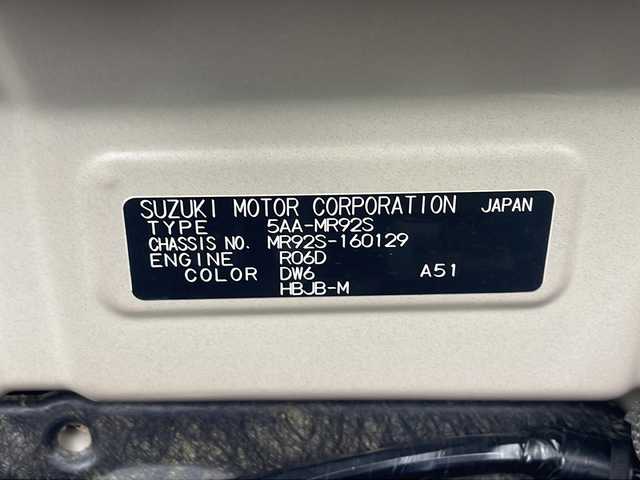 SUZUKI MOTOR CORPORATION JAPAN
TYPE 5AA-MR92S
CHASSIS NO. MR92S-160129
ENGINE R06D
COLOR DW6 A51
HBJB-M